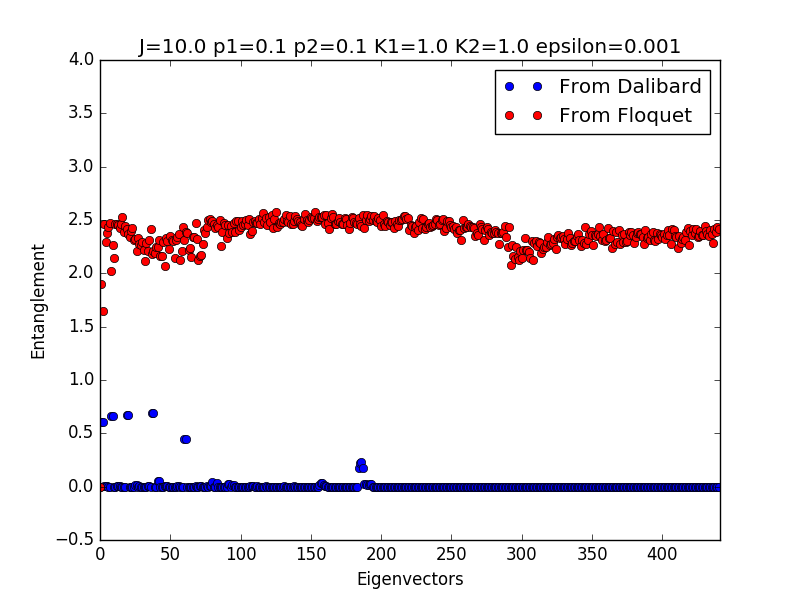 J=10.0 p1=0.1 p2=0.1 K1=1.0 K2=1.0 epsilon=0.001
4.0
From Dalibard
From Floquet
3.5
3.0
2.5
2.0
Entanglement
1.5
1.0
0.5
0.0
−0.5
0 50 100 150 200 250 300 350 400
Eigenvectors